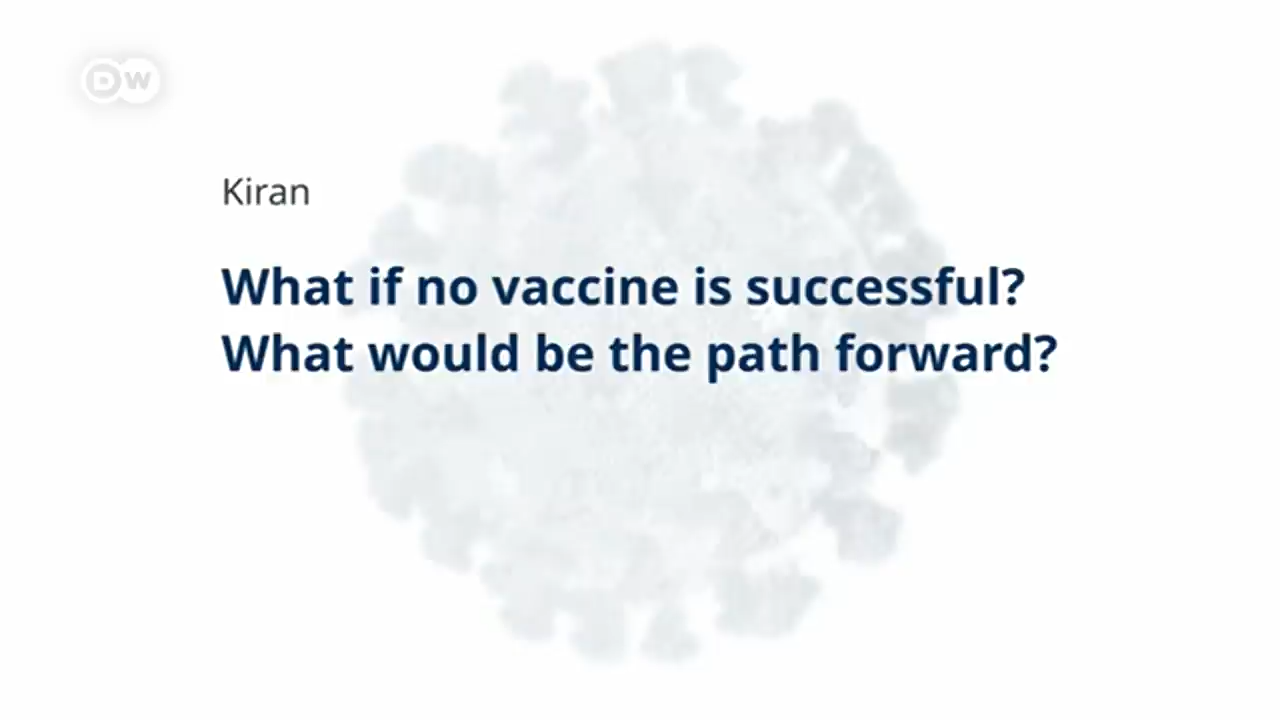 DW
Kiran
What if no vaccine is successful?
What would be the path forward?